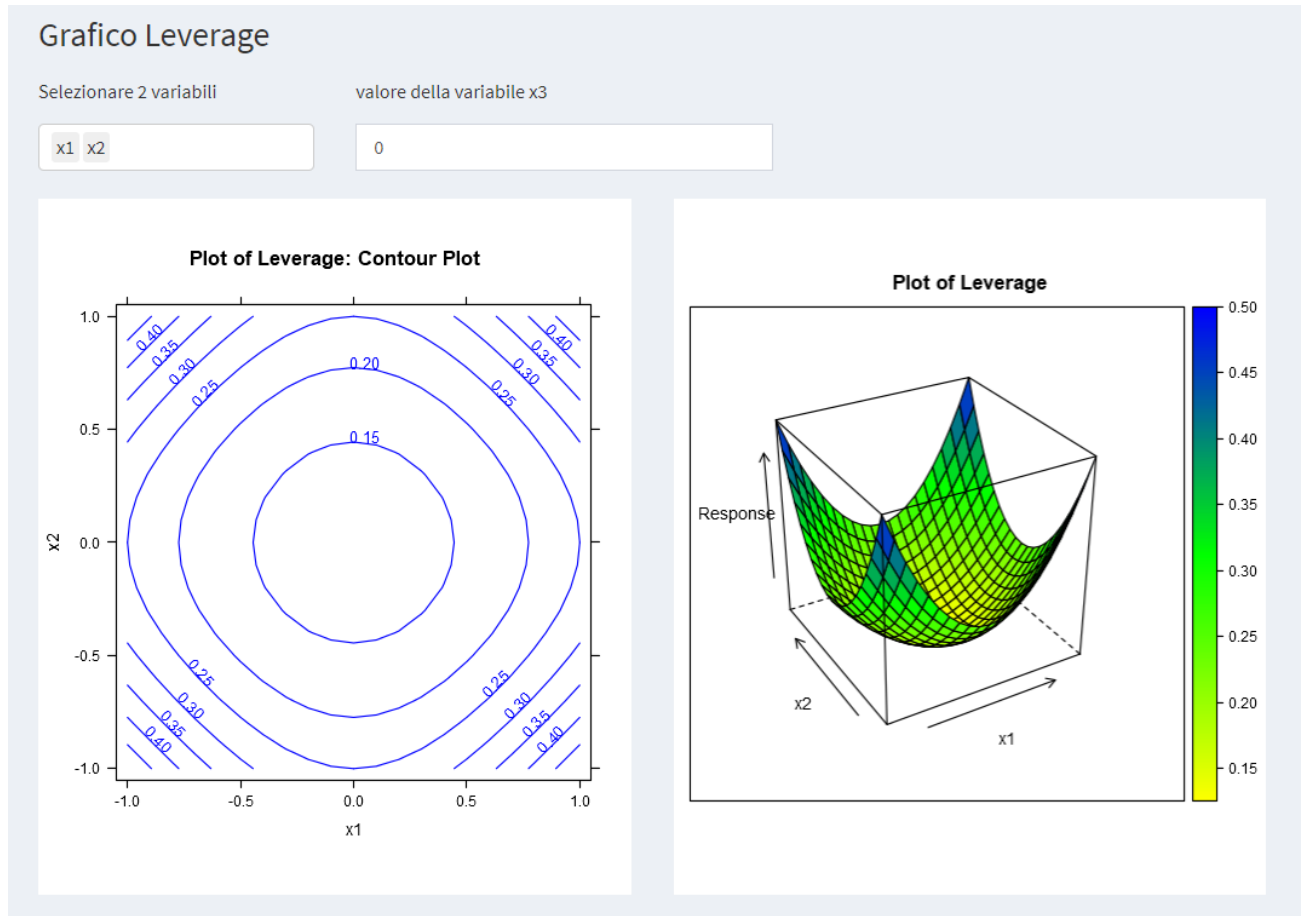 Grafico Leverage
Selezionare 2 variabili
valore della variabile x3
x1 x2
0
Plot of Leverage: Contour Plot
1.0
0.5
0.0
-0.5
-1.0
x2
0.40
0.35
0.30
0.25
0.40
0.35
0.30
0.25
0.20
0.15
0.25
0.30
0.35
0.40
0.25
0.30
0.35
0.40
-1.0 -0.5 0.0 0.5 1.0
x1
Plot of Leverage
Response
x2
x1
0.50
0.45
0.40
0.35
0.30
0.25
0.20
0.15